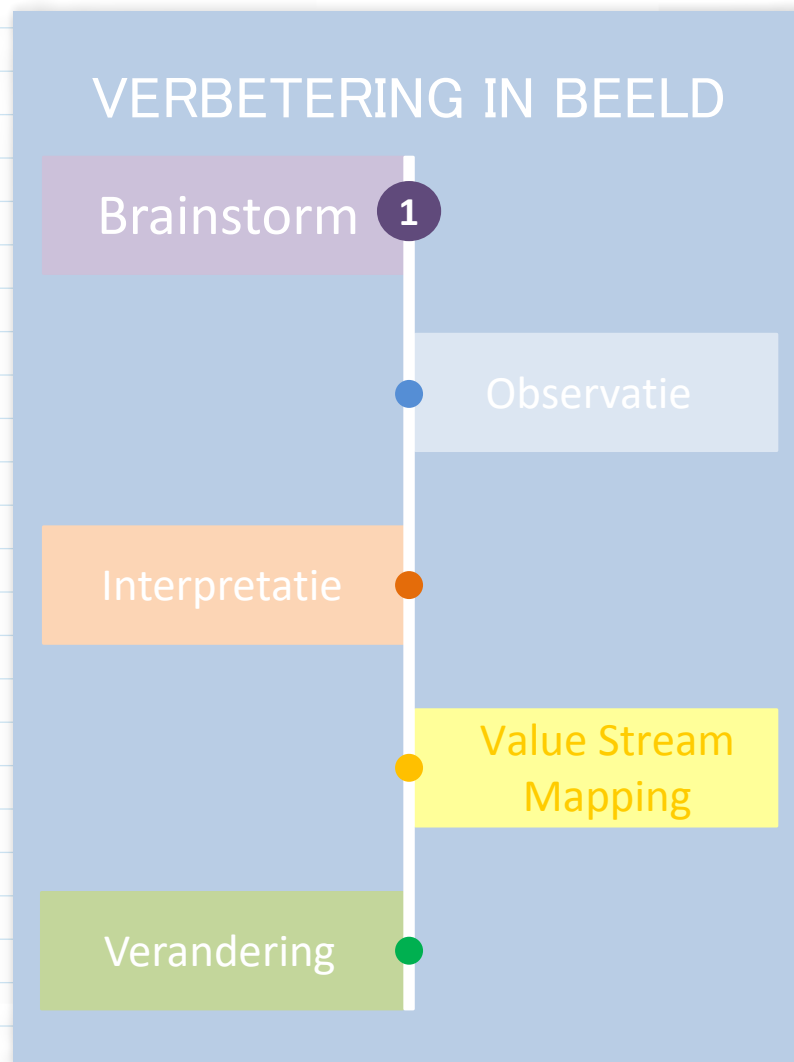 VERBETERING IN BEELD
Brainstorm 1
Observatie
Interpretatie
Value Stream
Mapping
Verandering